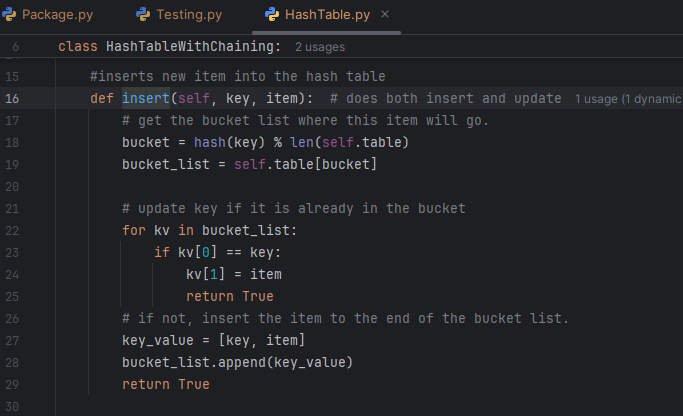 Package.py Testing.py HashTable.py ×
6 class HashTableWithChaining: 2 usages
15 #inserts new item into the hash table
16 def insert(self, key, item): # does both insert and update 1 usage (1 dynamic
17 # get the bucket list where this item will go.
18 bucket = hash(key) % len(self.table)
19 bucket_list = self.table[bucket]
20
21 # update key if it is already in the bucket
22 for kv in bucket_list:
23 if kv[0] == key:
24 kv[1] = item
25 return True
26 # if not, insert the item to the end of the bucket list.
27 key_value = [key, item]
28 bucket_list.append(key_value)
29 return True
30